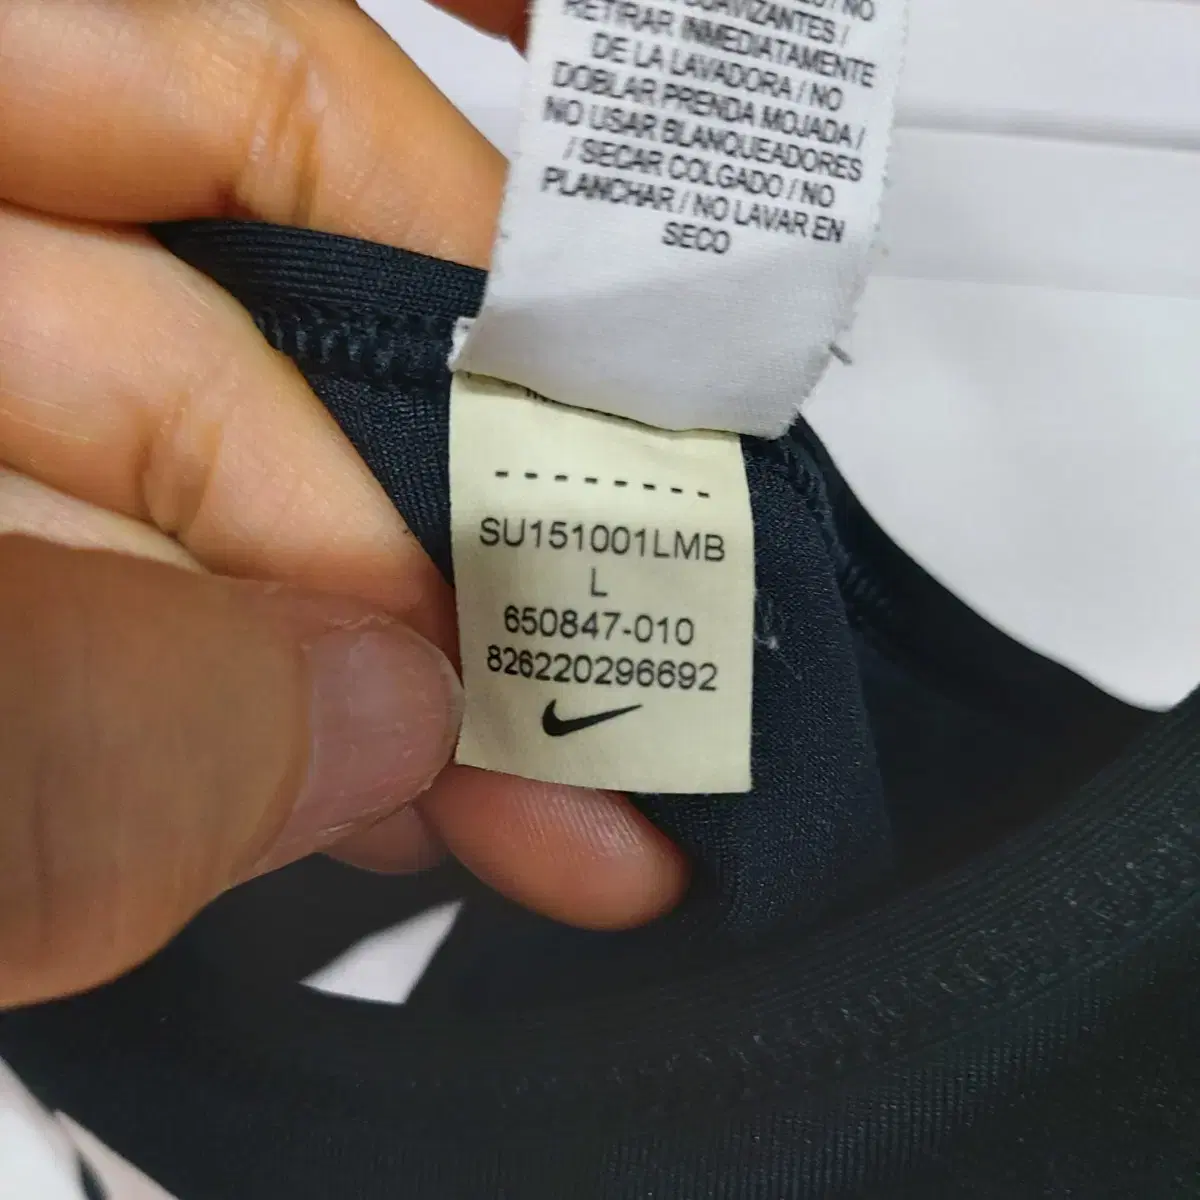 NO
SUAVIZANTES /
RETIRAR INMEDIATAMENTE
DE LA LAVADORA / NO
DOBLAR PRENDA MOJADA /
NO USAR BLANQUEADORES
/ SECAR COLGADO / NO
PLANCHAR / NO LAVAR EN
SECO
- - - - - - - -
SU151001LMB
L
650847-010
826220296692